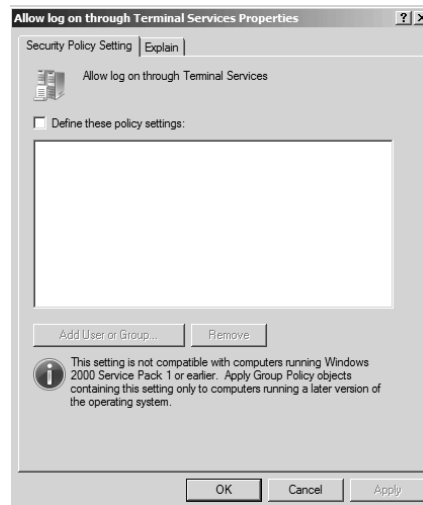 Allow log on through Terminal Services Properties ? x
Security Policy Setting Explain
Allow log on through Terminal Services
Define these policy settings:
Add User or Group... Remove
This setting is not compatible with computers running Windows
2000 Service Pack 1 or earlier. Apply Group Policy objects
containing this setting only to computers running a later version of
the operating system.
OK Cancel Apply